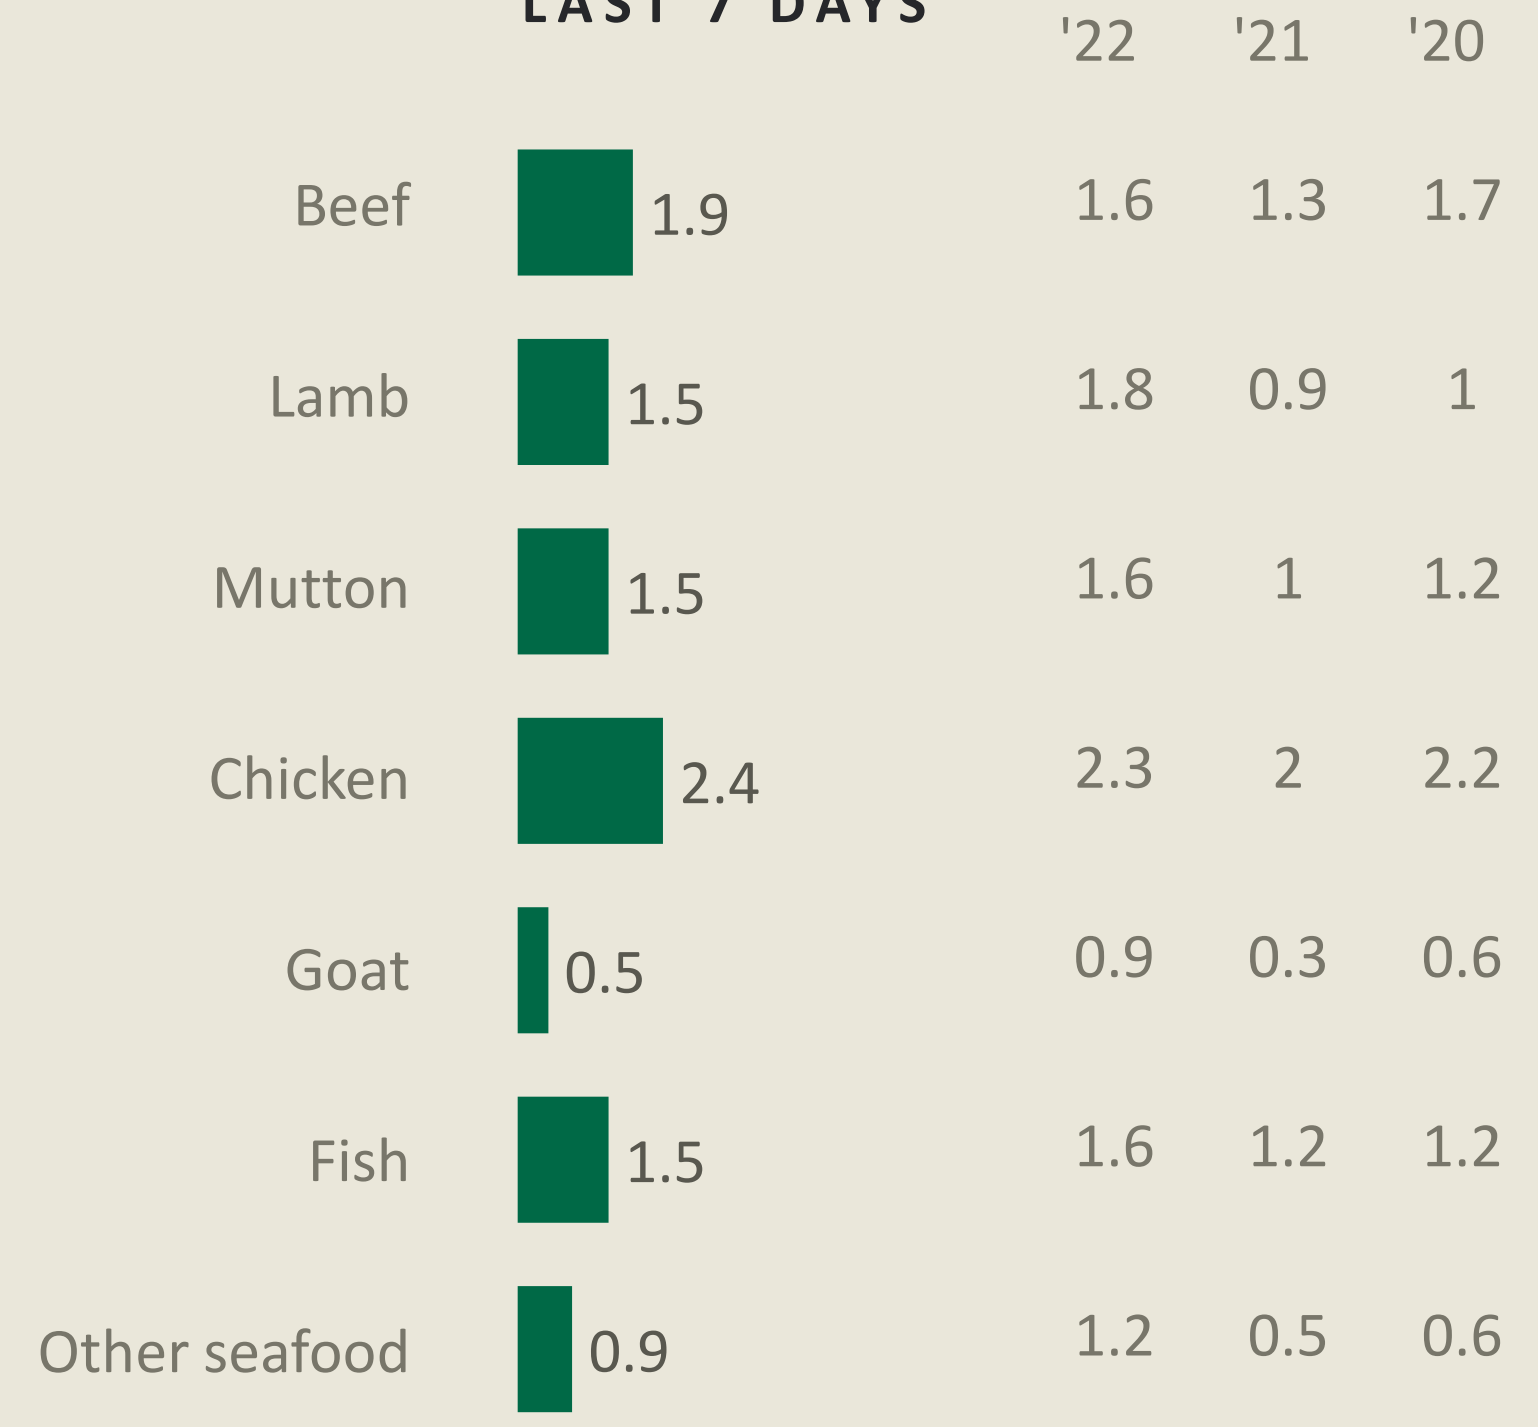 LAST 7 DAYS
'22 '21 '20
Beef 1.9 1.6 1.3 1.7
Lamb 1.5 1.8 0.9 1
Mutton 1.5 1.6 1 1.2
Chicken 2.4 2.3 2 2.2
Goat 0.5 0.9 0.3 0.6
Fish 1.5 1.6 1.2 1.2
Other seafood 0.9 1.2 0.5 0.6